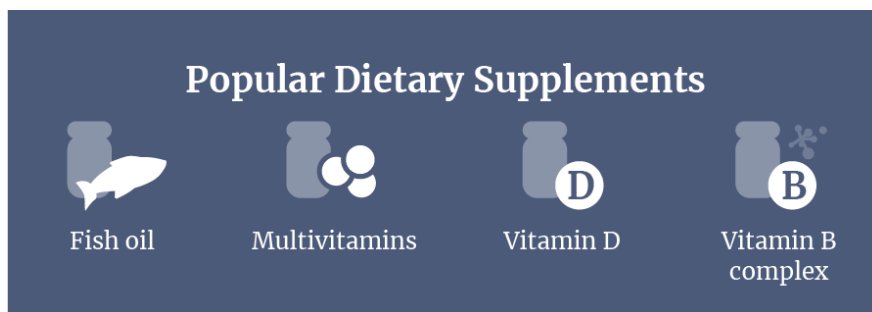 Popular Dietary Supplements
D
B
Fish oil
Multivitamins
Vitamin D
Vitamin B
complex